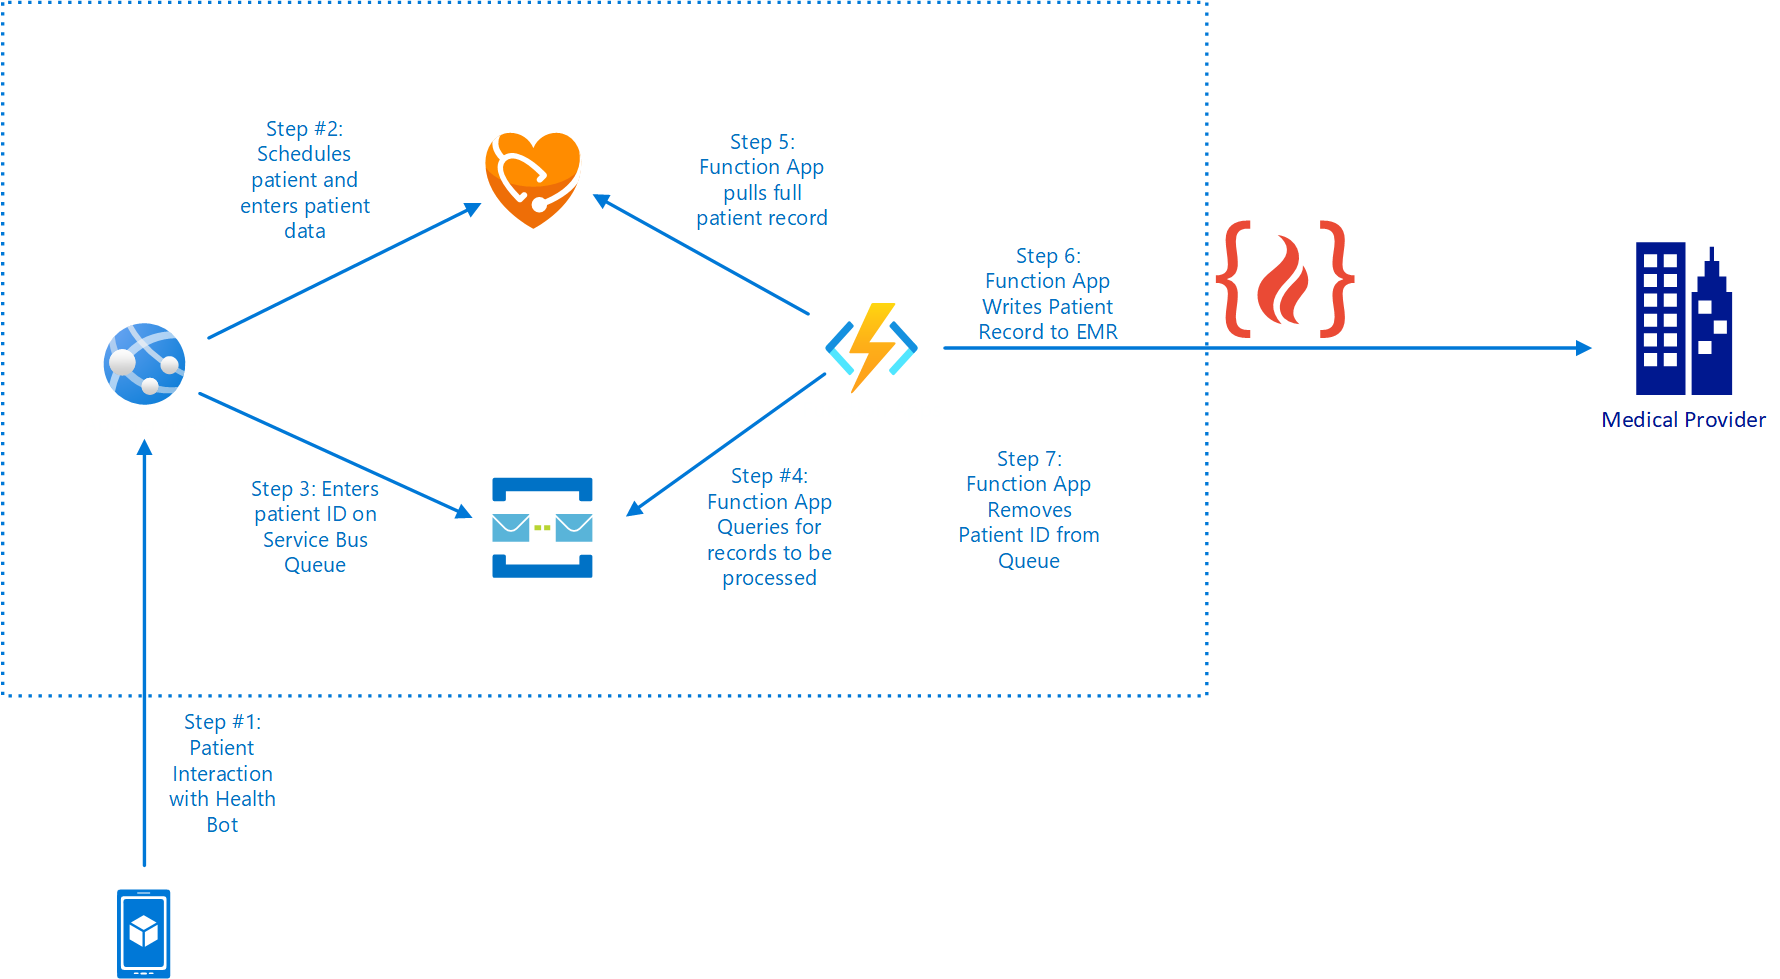 Step #2:
Schedules
patient and
enters patient
data
Step 5:
Function App
pulls full
patient record
Step 6:
Function App
Writes Patient
Record to EMR
Medical Provider
Step 3: Enters
patient ID on
Service Bus
Queue
Step #4:
Function App
Queries for
records to be
processed
Step 7:
Function App
Removes
Patient ID from
Queue
Step #1:
Patient
Interaction
with Health
Bot